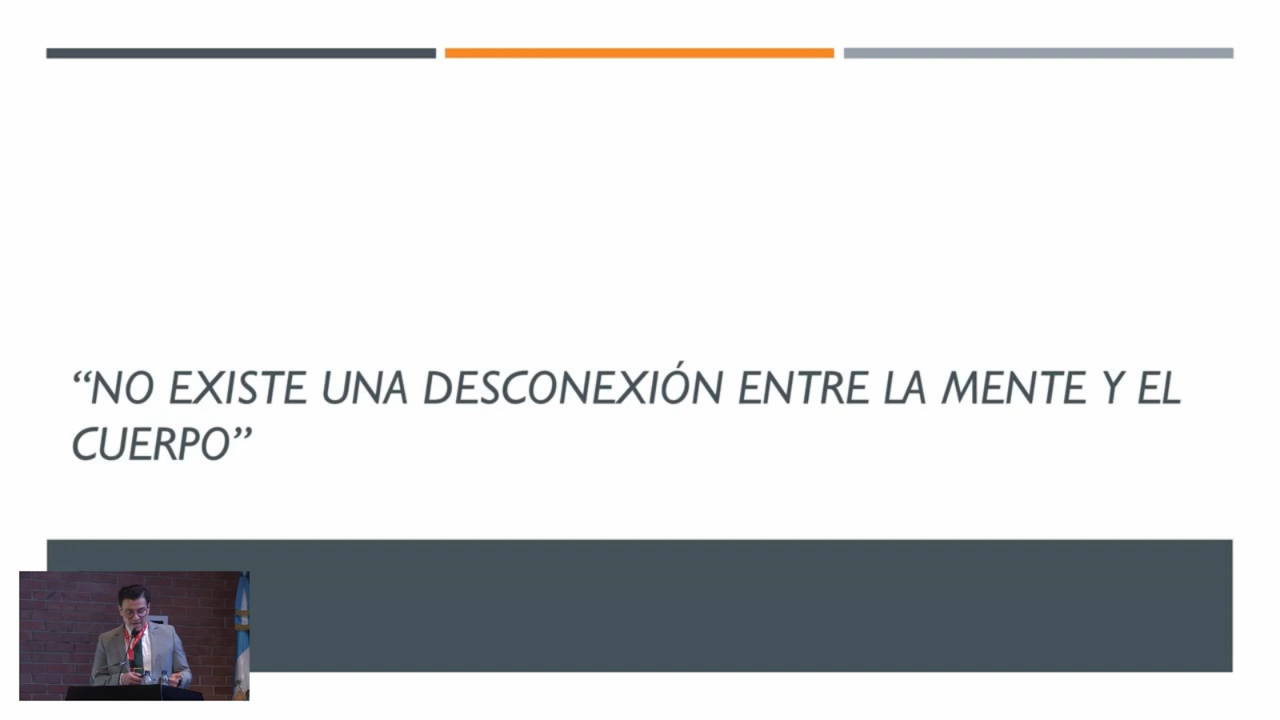 “NO EXISTE UNA DESCONEXIÓN ENTRE LA MENTE Y EL
CUERPO”